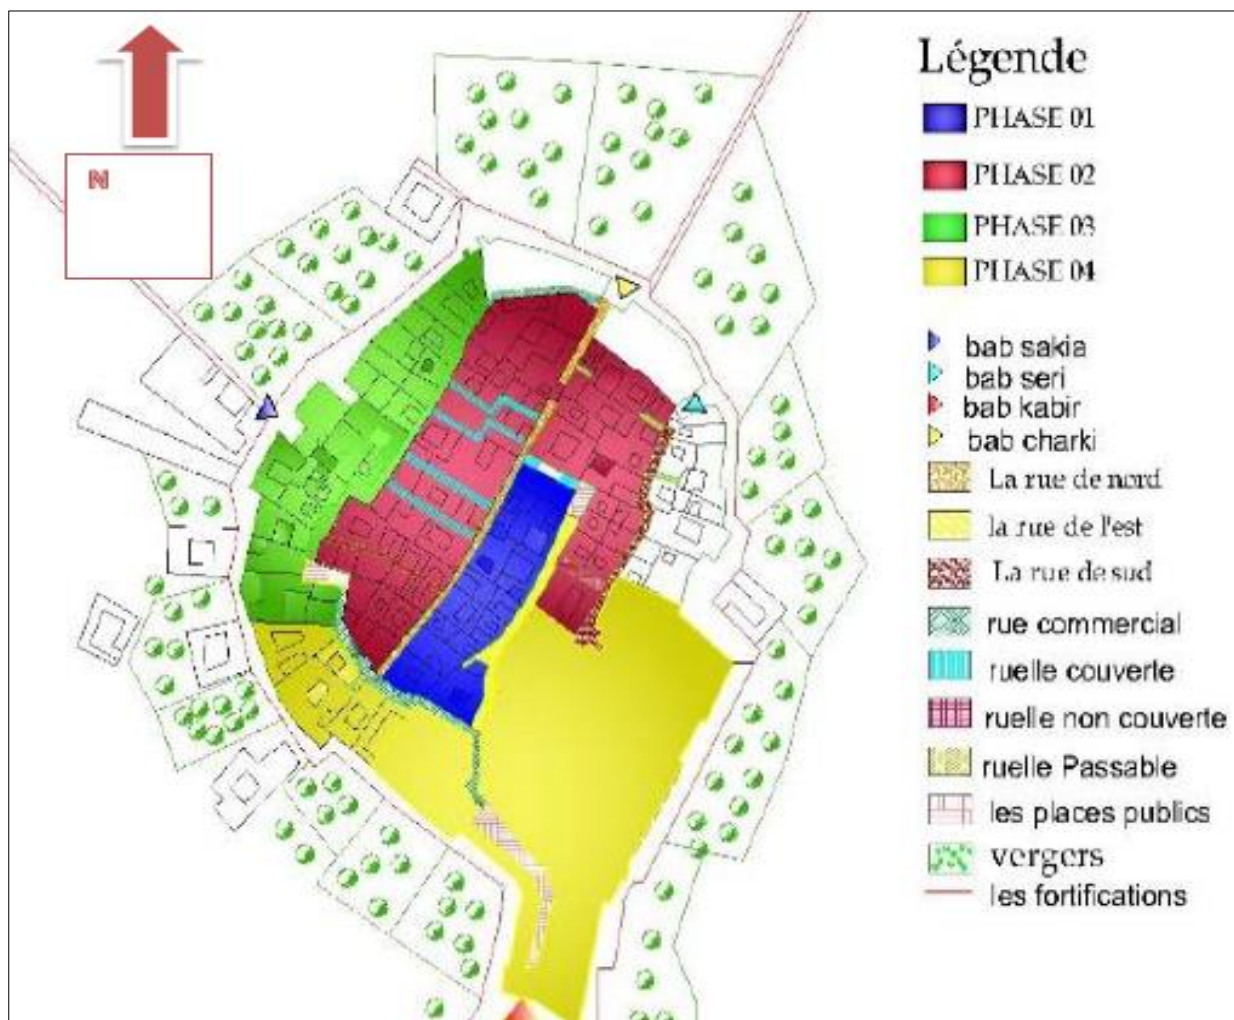 N
Légende
PHASE 01
PHASE 02
PHASE 03
PHASE 04
bab sakia
bab seri
bab kabir
bab charki
La rue de nord
la rue de l'est
La rue de sud
rue commercial
ruelle couverte
ruelle non couverte
ruelle Passable
les places publics
vergers
les fortifications